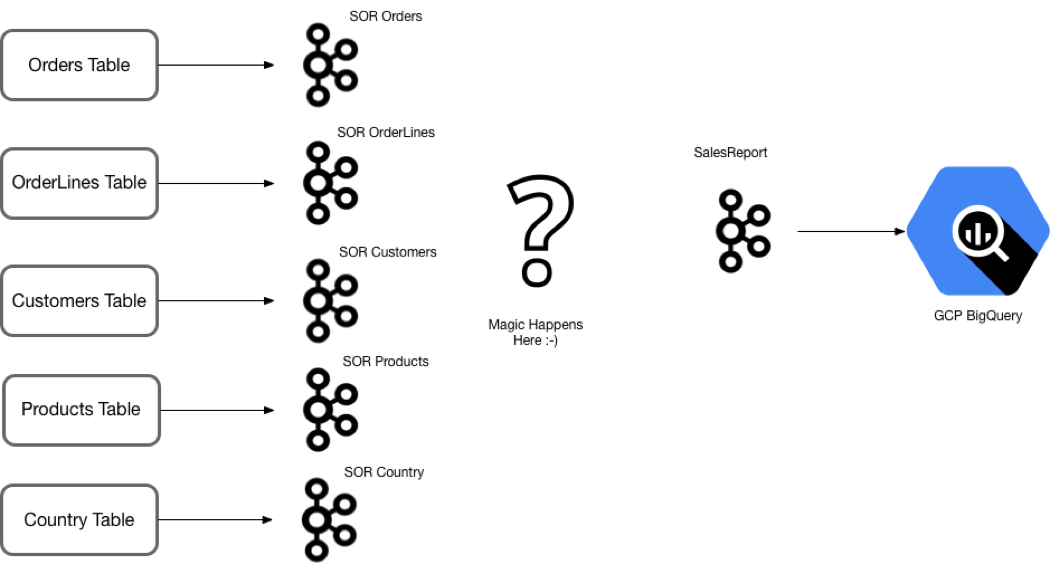 SOR Orders
Orders Table
SOR OrderLines
OrderLines Table
SalesReport
SOR Customers
Customers Table
GCP BigQuery
Magic Happens
Here :-)
SOR Products
Products Table
SOR Country
Country Table